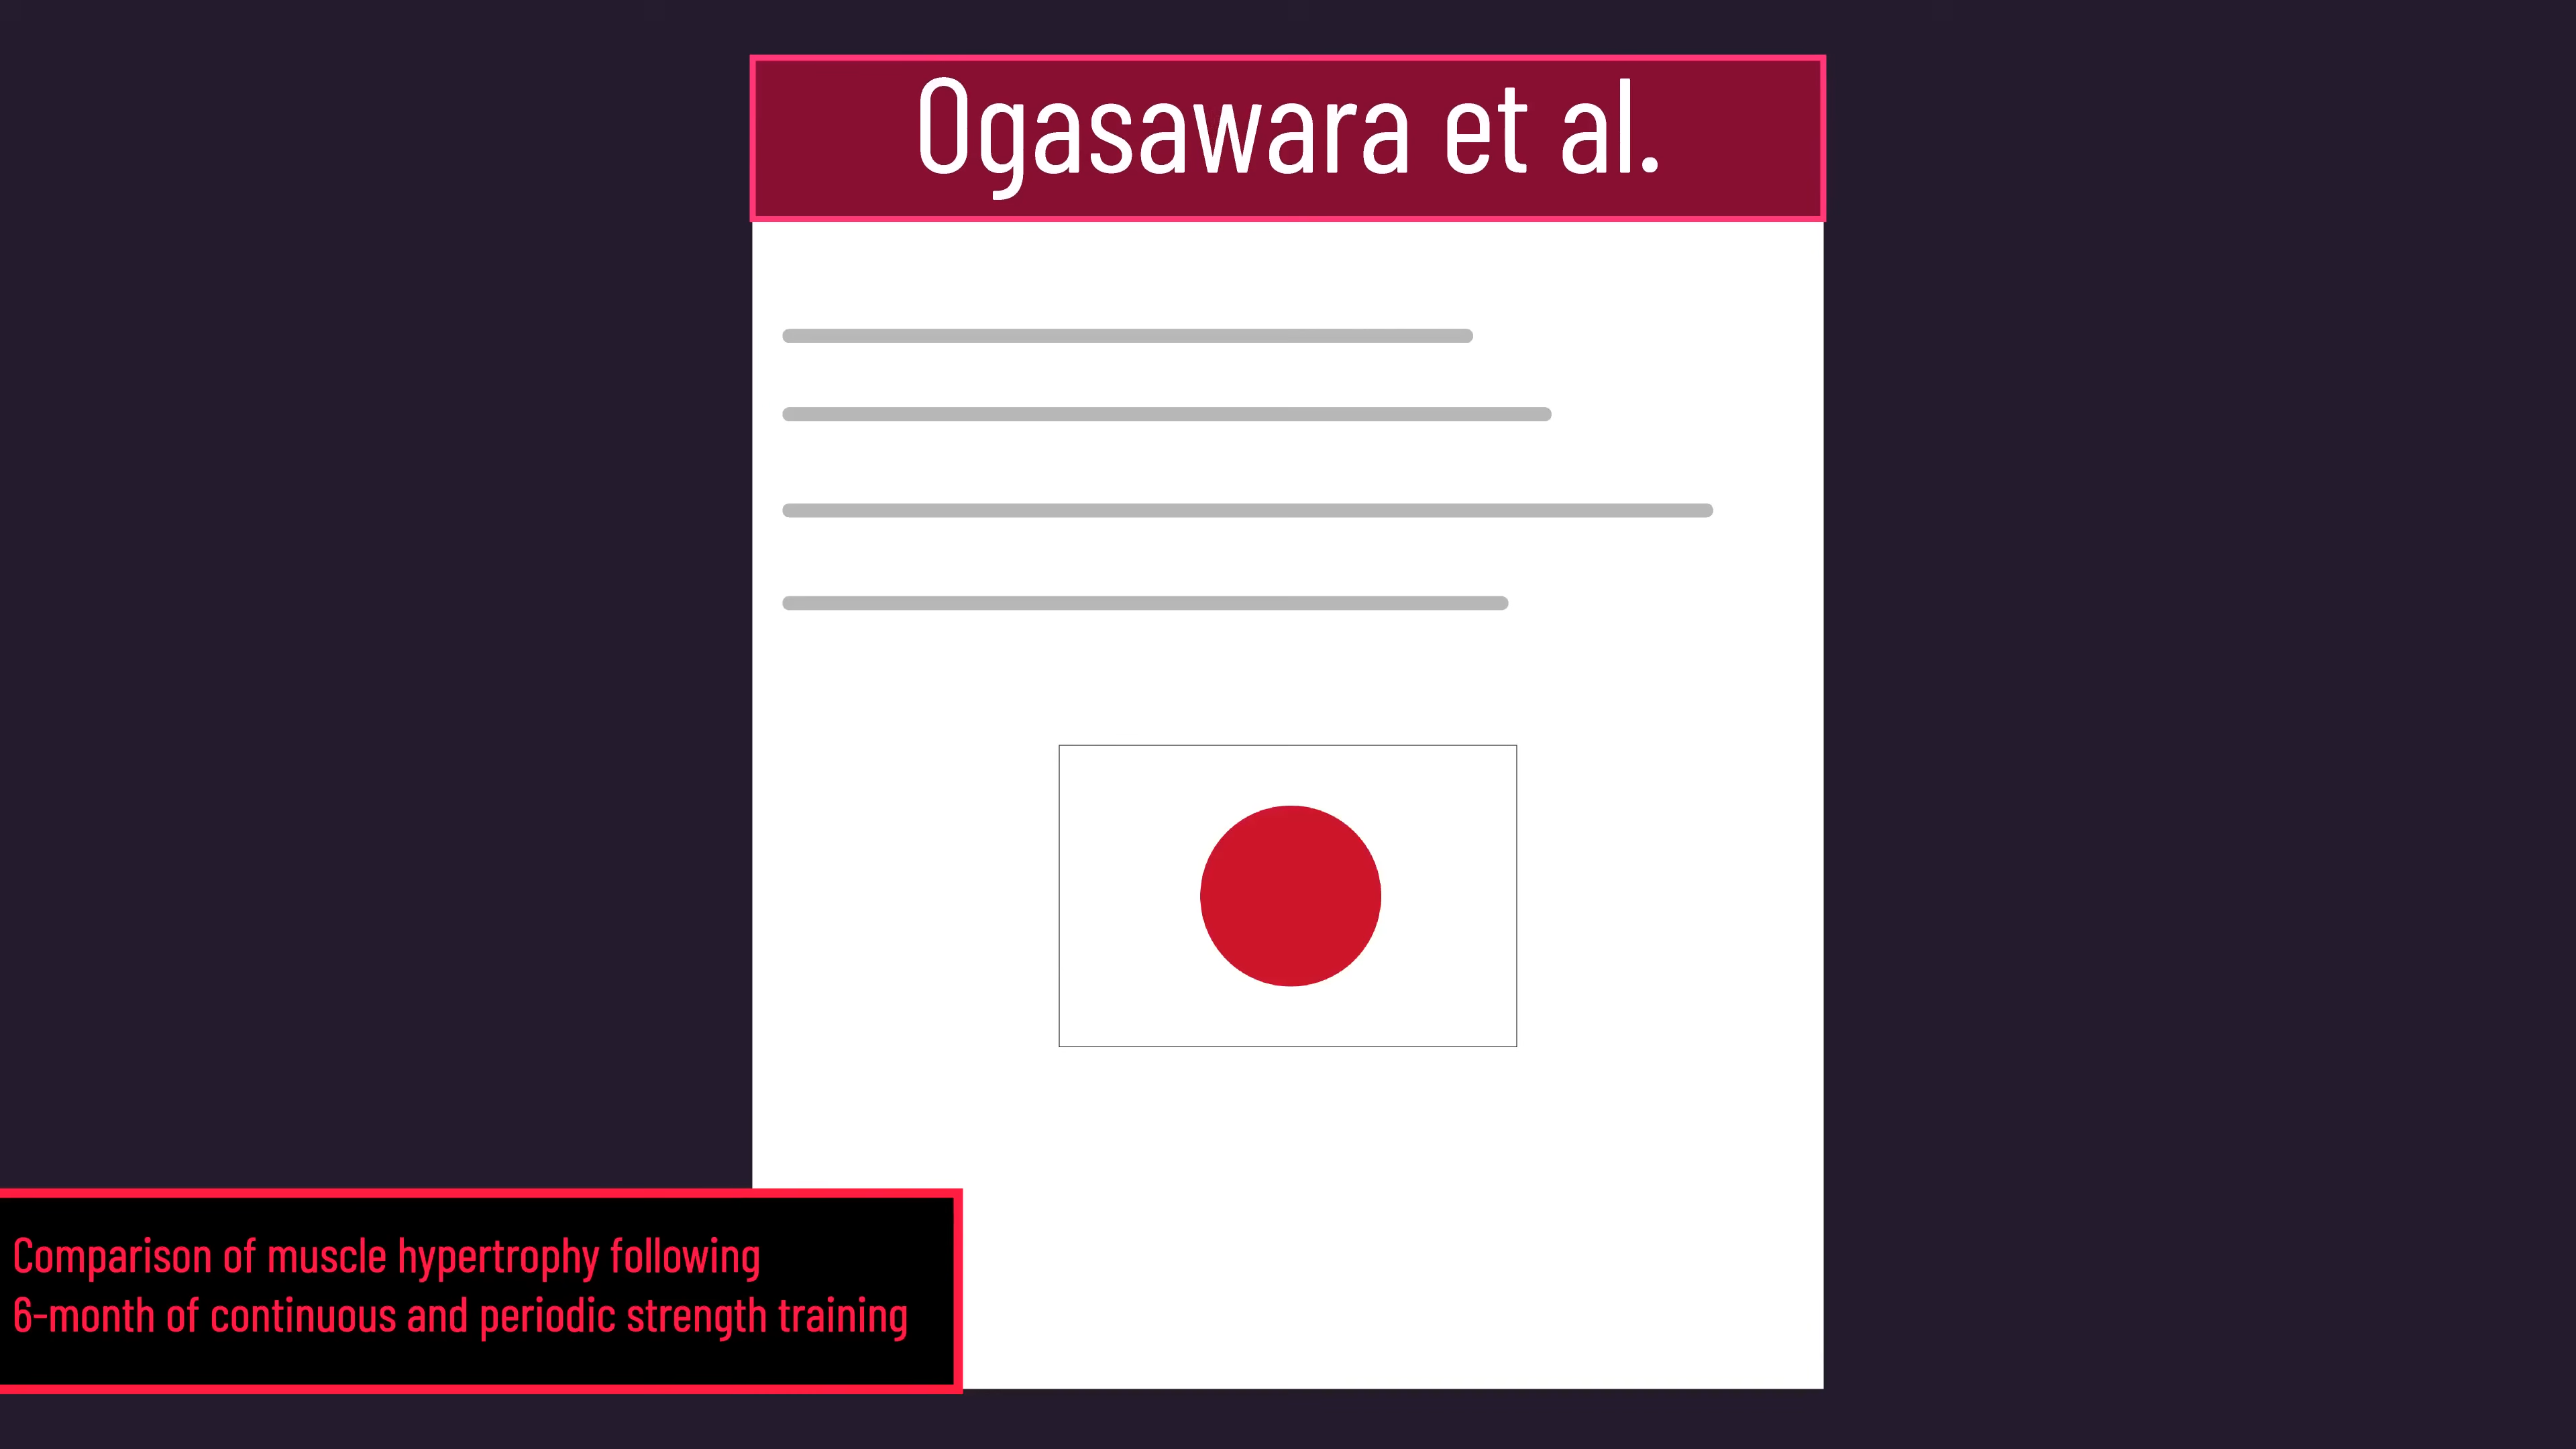 Ogasawara et al.
Comparison of muscle hypertrophy following
6-month of continuous and periodic strength training